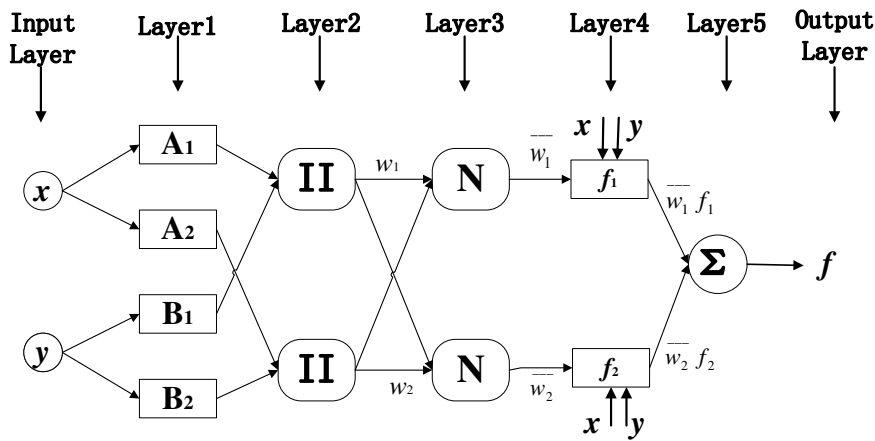 Input Layer
Layer1
Layer2
Layer3
Layer4
Layer5
Output Layer
x
y
A1
A2
B1
B2
II
II
w1
w2
N
N
w̅1
w̅2
x y
f1
f2
x y
w̅1 f1
w̅2 f2
Σ
f